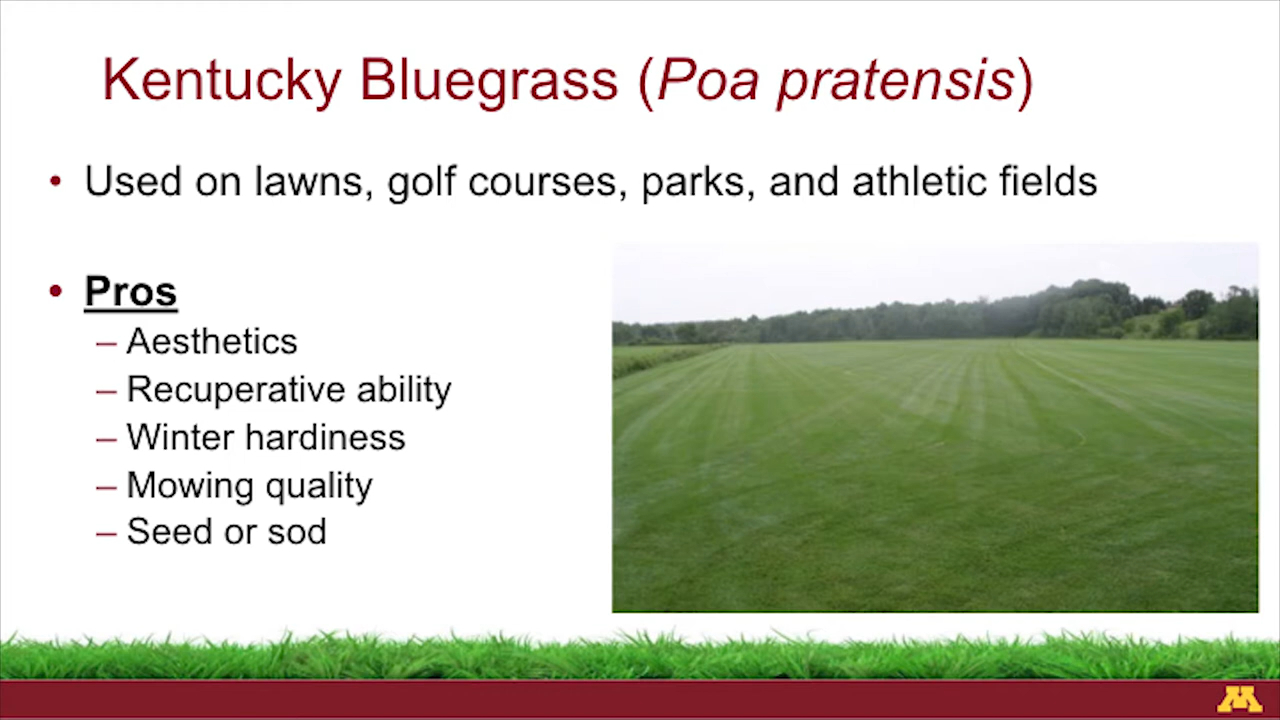 Kentucky Bluegrass (Poa pratensis)
• Used on lawns, golf courses, parks, and athletic fields
• Pros
– Aesthetics
– Recuperative ability
– Winter hardiness
– Mowing quality
– Seed or sod
M